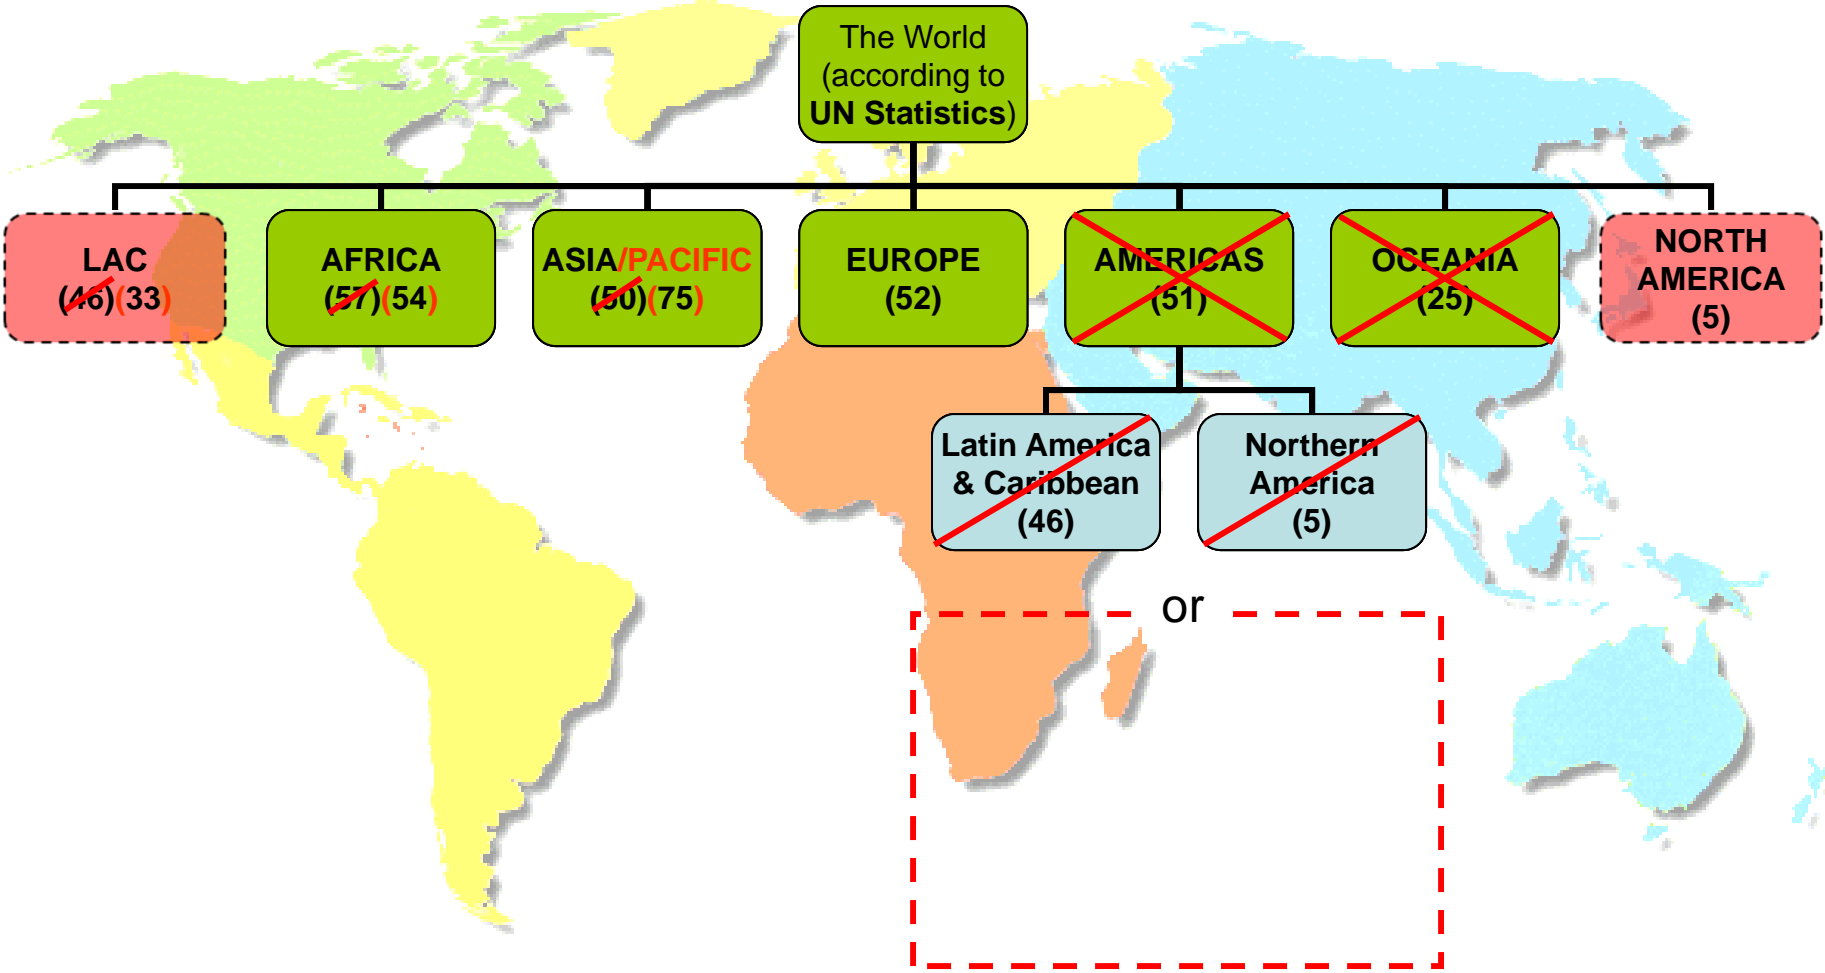 The World
(according to
UN Statistics)
LAC
(46)(33)
AFRICA
(57)(54)
ASIA/PACIFIC
(50)(75)
EUROPE
(52)
AMERICAS
(51)
OCEANIA
(25)
NORTH
AMERICA
(5)
Latin America
& Caribbean
(46)
Northern
America
(5)
or